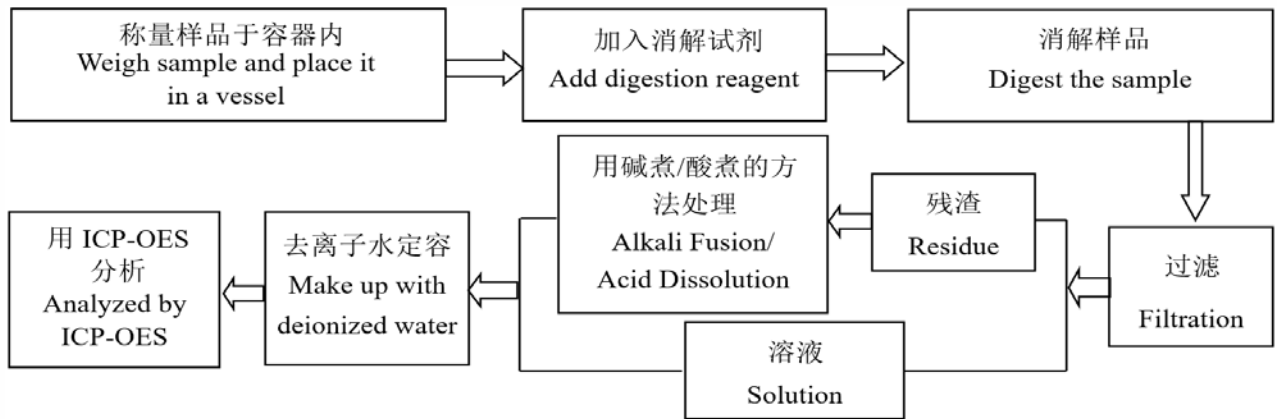 称量样品于容器内
Weigh sample and place it
in a vessel
加入消解试剂
Add digestion reagent
消解样品
Digest the sample
过滤
Filtration
残渣
Residue
用碱煮/酸煮的方
法处理
Alkali Fusion/
Acid Dissolution
溶液
Solution
去离子水定容
Make up with
deionized water
用 ICP-OES
分析
Analyzed by
ICP-OES